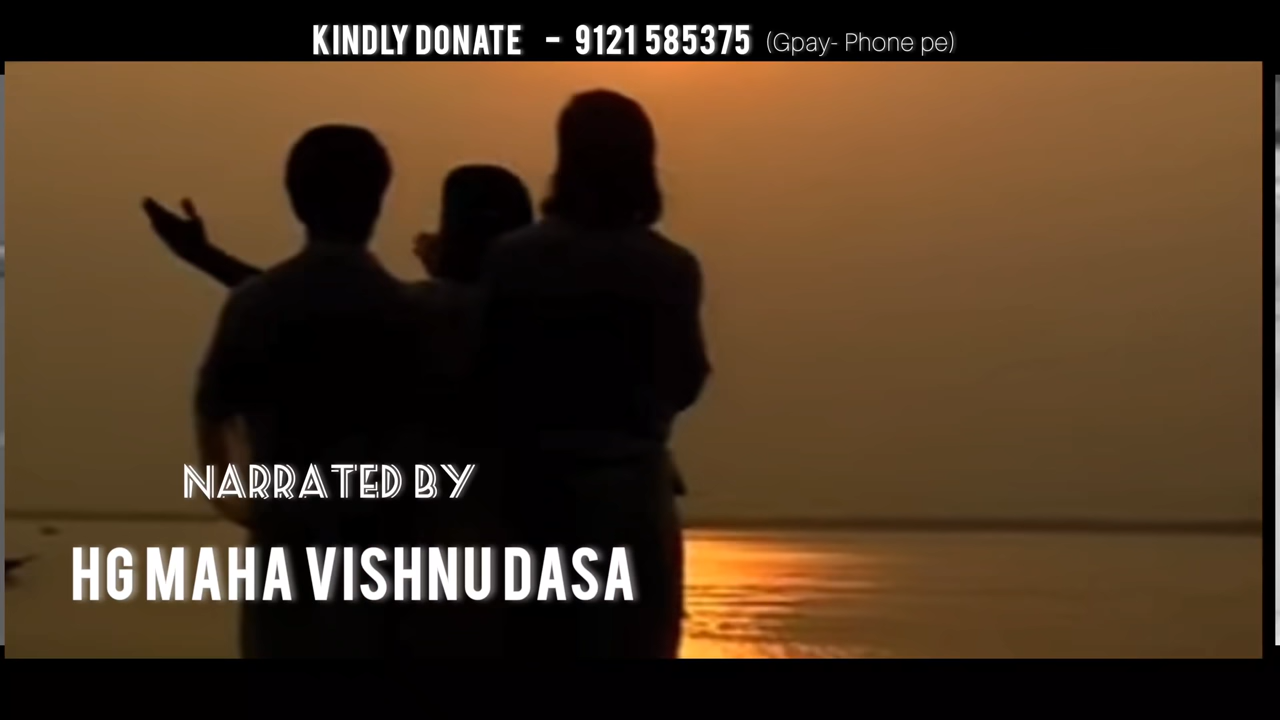 KINDLY DONATE - 9121 585375 (Gpay- Phone pe)
NARRATED BY
HG MAHA VISHNU DASA